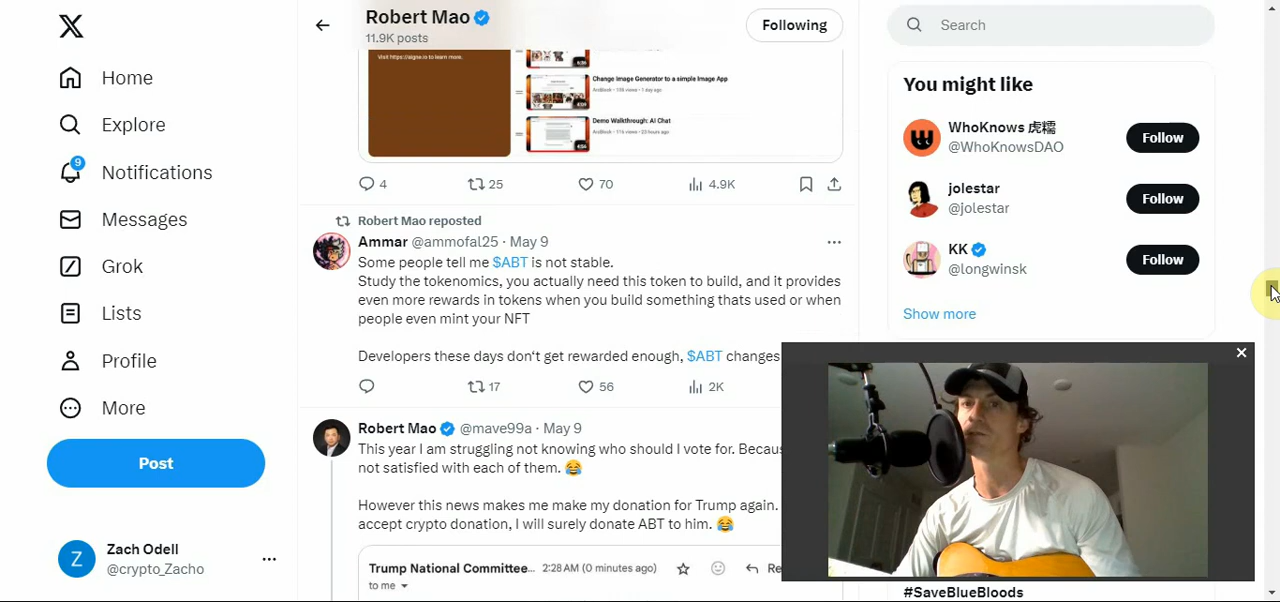 Home
Explore
9
Notifications
Messages
Grok
Lists
Profile
More
Post
Zach Odell
@crypto_Zacho
Robert Mao
11.9K posts
Following
Visit https://aigne.io to learn more.
Change Image Generator to a simple Image App
Demo Walkthrough: AI Chat
4
25
70
4.9K
Robert Mao reposted
Ammar @ammofal25 · May 9
Some people tell me $ABT is not stable.
Study the tokenomics, you actually need this token to build, and it provides
even more rewards in tokens when you build something thats used or when
people even mint your NFT
Developers these days don't get rewarded enough, $ABT changes
17
56
2K
Robert Mao @mave99a · May 9
This year I am struggling not knowing who should I vote for. Becau
not satisfied with each of them. 😂
However this news makes me make my donation for Trump again.
accept crypto donation, I will surely donate ABT to him. 😂
Trump National Committee... 2:28 AM (0 minutes ago)
Re
to me
Search
You might like
WhoKnows 虎糯
@WhoKnowsDAO
Follow
jolestar
@jolestar
Follow
KK
@longwinsk
Follow
Show more
#SaveBlueBloods